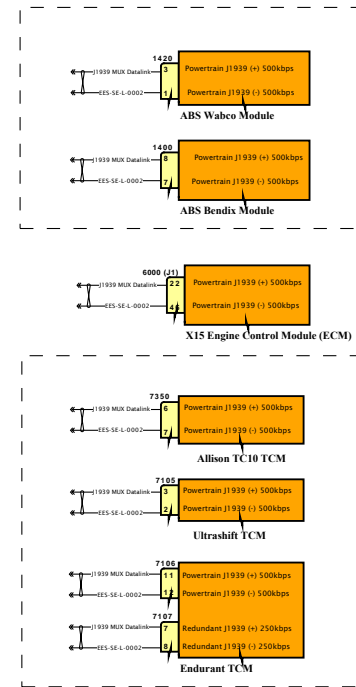 1420
J1939 MUX Datalink 3 Powertrain J1939 (+) 500kbps
EES-SE-L-0002 1 Powertrain J1939 (-) 500kbps
ABS Wabco Module
1400
J1939 MUX Datalink 8 Powertrain J1939 (+) 500kbps
EES-SE-L-0002 7 Powertrain J1939 (-) 500kbps
ABS Bendix Module
6000 (J1)
J1939 MUX Datalink 22 Powertrain J1939 (+) 500kbps
EES-SE-L-0002 Powertrain J1939 (-) 500kbps
X15 Engine Control Module (ECM)
7350
J1939 MUX Datalink 6 Powertrain J1939 (+) 500kbps
EES-SE-L-0002 7 Powertrain J1939 (-) 500kbps
Allison TC10 TCM
7105
J1939 MUX Datalink 3 Powertrain J1939 (+) 500kbps
EES-SE-L-0002 2 Powertrain J1939 (-) 500kbps
Ultrashift TCM
7106
J1939 MUX Datalink 11 Powertrain J1939 (+) 500kbps
EES-SE-L-0002 12 Powertrain J1939 (-) 500kbps
7107
J1939 MUX Datalink 7 Redundant J1939 (+) 250kbps
EES-SE-L-0002 8 Redundant J1939 (-) 250kbps
Endurant TCM